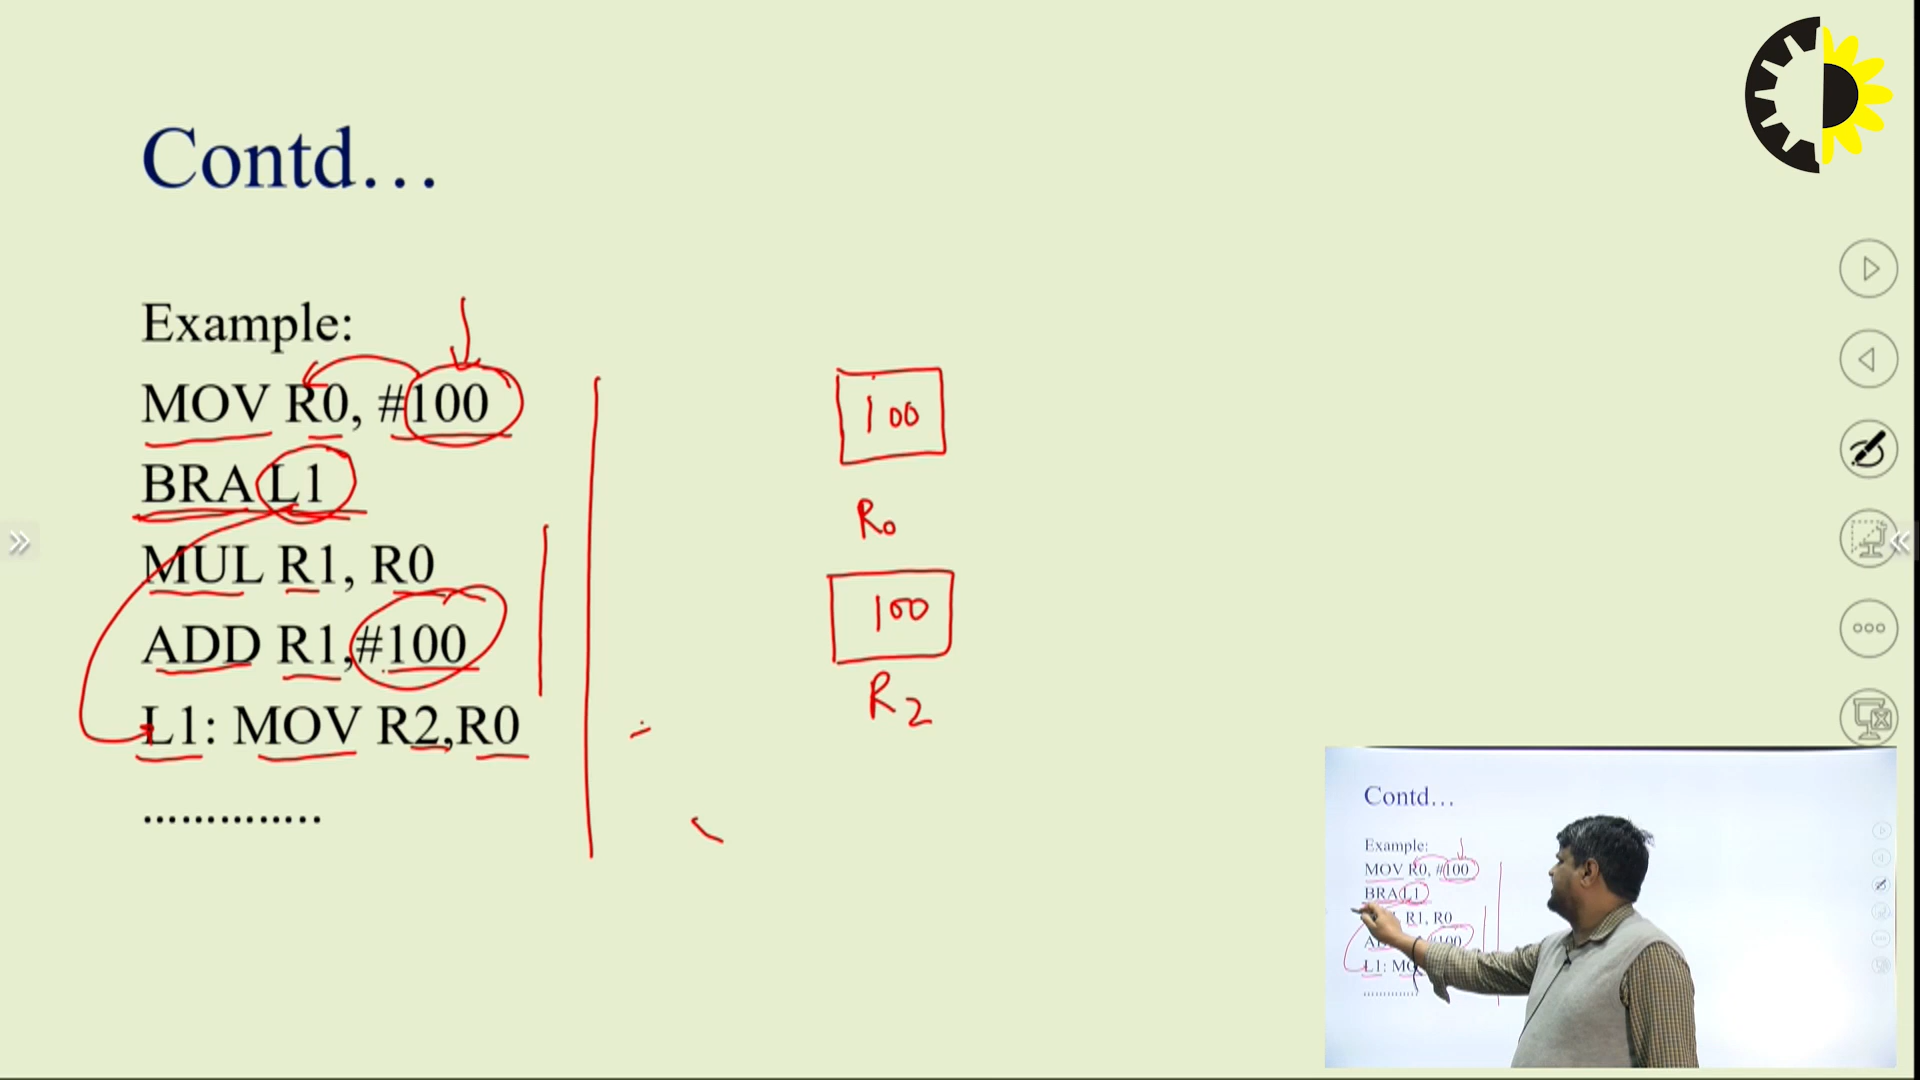 Contd...
Example:
MOV R0, #100
BRA L1
MUL R1, R0
ADD R1,#100
L1: MOV R2,R0
..............
100
R0
100
R2
Contd...
Example:
MOV R0, #100
BRA L1
R1, R0
#100
L1:
..............